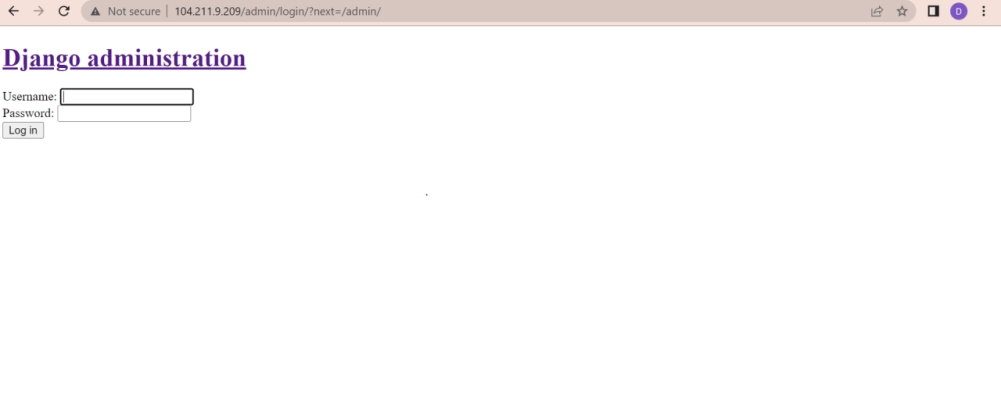 Not secure | 104.211.9.209/admin/login/?next=/admin/
D
Django administration
Username:
Password:
Log in